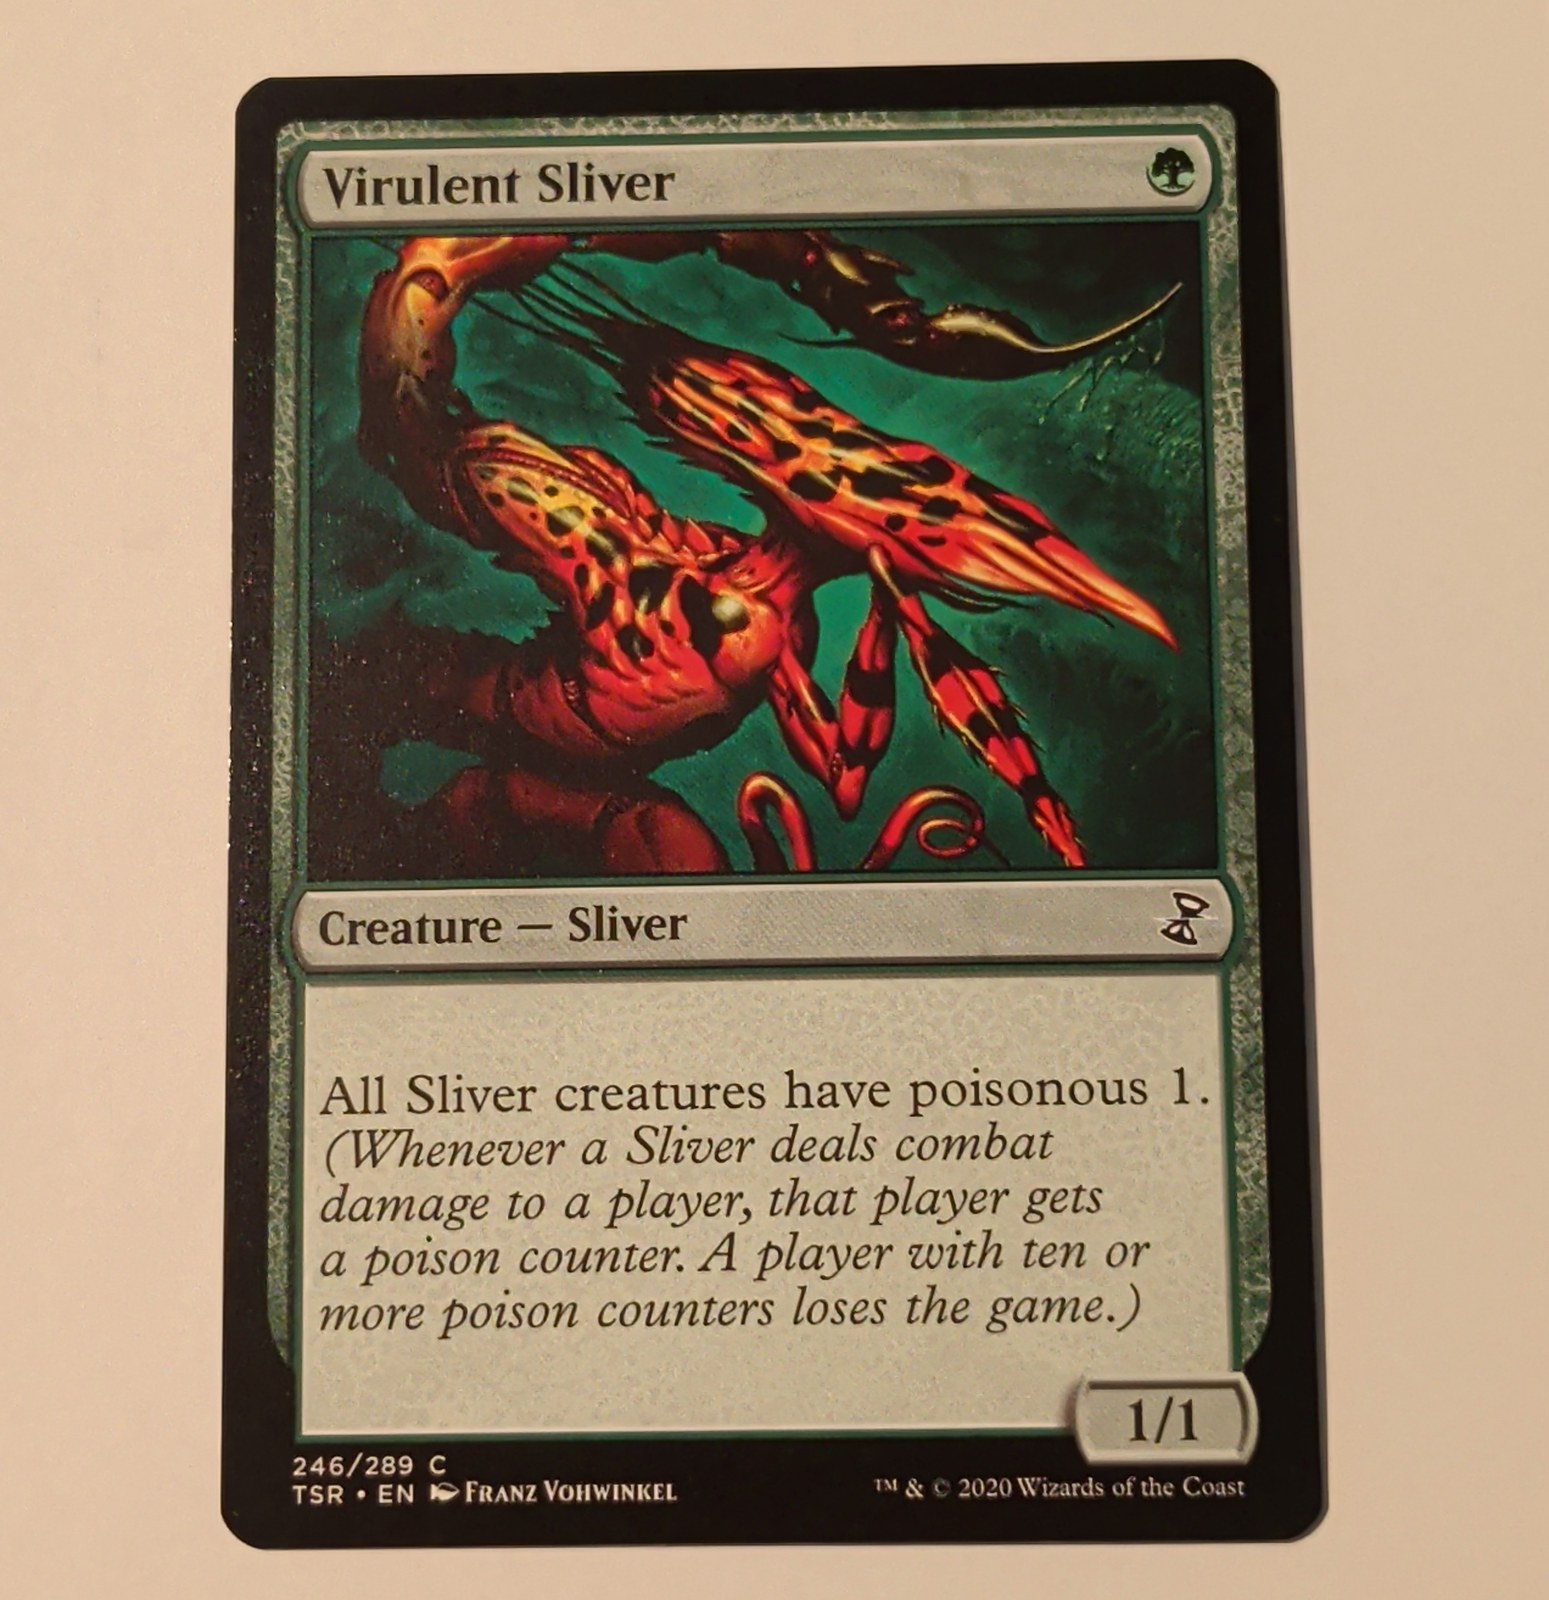 Virulent Sliver
Creature — Sliver
All Sliver creatures have poisonous 1.
(Whenever a Sliver deals combat
damage to a player, that player gets
a poison counter. A player with ten or
more poison counters loses the game.)
1/1
246/289 C
TSR • EN Franz Vohwinkel
™ & © 2020 Wizards of the Coast